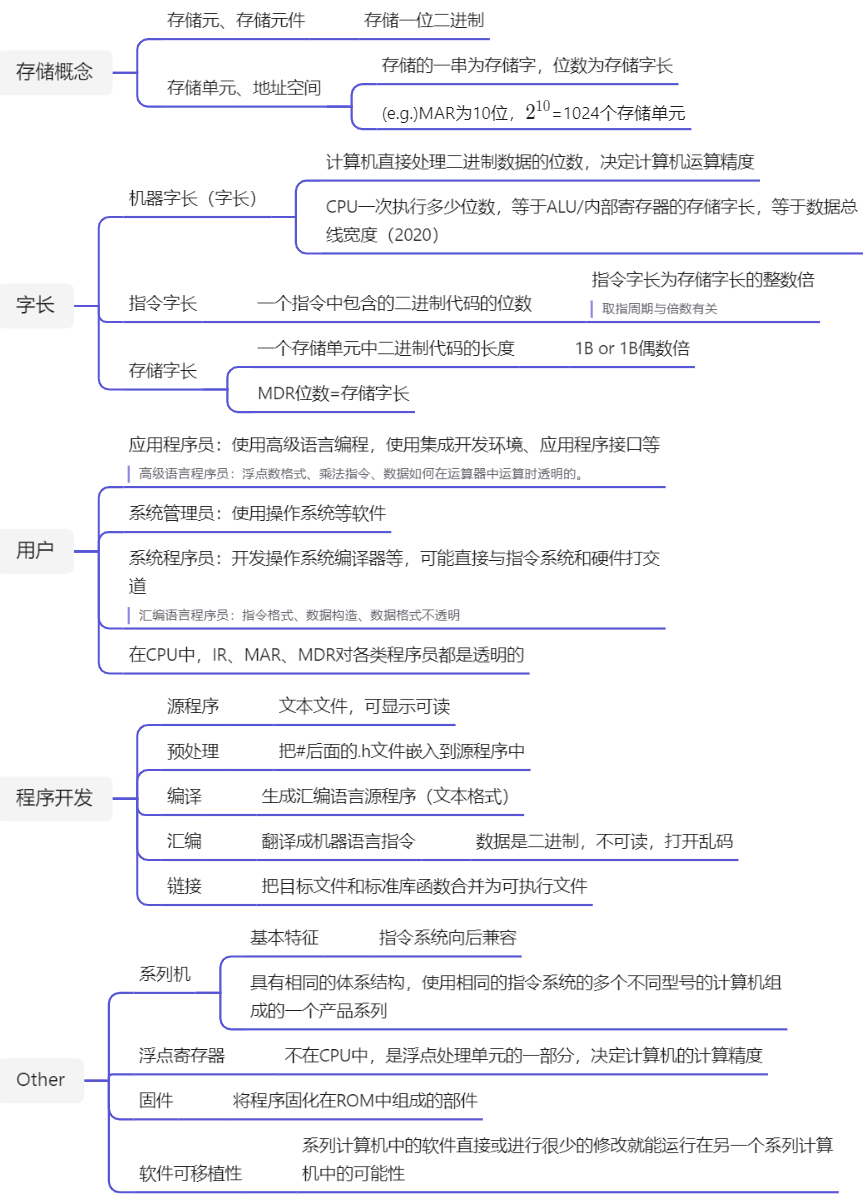 存储概念
存储元、存储元件
存储一位二进制
存储单元、地址空间
存储的一串为存储字，位数为存储字长
(e.g.)MAR为10位，2^10=1024个存储单元
字长
机器字长（字长）
计算机直接处理二进制数据的位数，决定计算机运算精度
CPU一次执行多少位数，等于ALU/内部寄存器的存储字长，等于数据总
线宽度（2020）
指令字长
一个指令中包含的二进制代码的位数
指令字长为存储字长的整数倍
取指周期与倍数有关
存储字长
一个存储单元中二进制代码的长度
1B or 1B偶数倍
MDR位数=存储字长
用户
应用程序员：使用高级语言编程，使用集成开发环境、应用程序接口等
高级语言程序员：浮点数格式、乘法指令、数据如何在运算器中运算时透明的。
系统管理员：使用操作系统等软件
系统程序员：开发操作系统编译器等，可能直接与指令系统和硬件打交
道
汇编语言程序员：指令格式、数据构造、数据格式不透明
在CPU中，IR、MAR、MDR对各类程序员都是透明的
程序开发
源程序
文本文件，可显示可读
预处理
把#后面的.h文件嵌入到源程序中
编译
生成汇编语言源程序（文本格式）
汇编
翻译成机器语言指令
数据是二进制，不可读，打开乱码
链接
把目标文件和标准库函数合并为可执行文件
Other
系列机
基本特征
指令系统向后兼容
具有相同的体系结构，使用相同的指令系统的多个不同型号的计算机组
成的一个产品系列
浮点寄存器
不在CPU中，是浮点处理单元的一部分，决定计算机的计算精度
固件
将程序固化在ROM中组成的部件
软件可移植性
系列计算机中的软件直接或进行很少的修改就能运行在另一个系列计算
机中的可能性